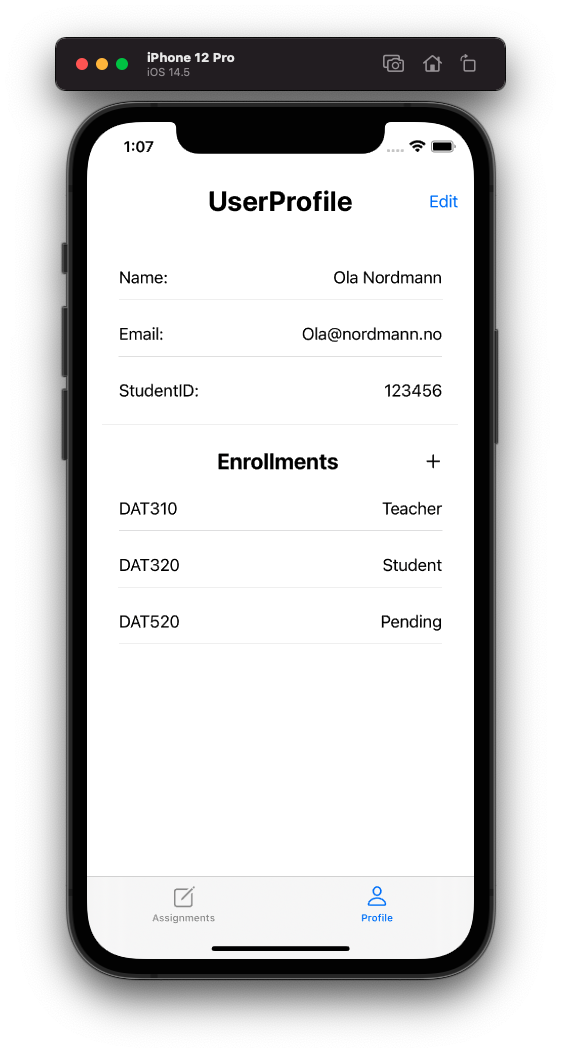 iPhone 12 Pro
iOS 14.5
1:07
UserProfile Edit
Name: Ola Nordmann
Email: Ola@nordmann.no
StudentID: 123456
Enrollments +
DAT310 Teacher
DAT320 Student
DAT520 Pending
Assignments Profile